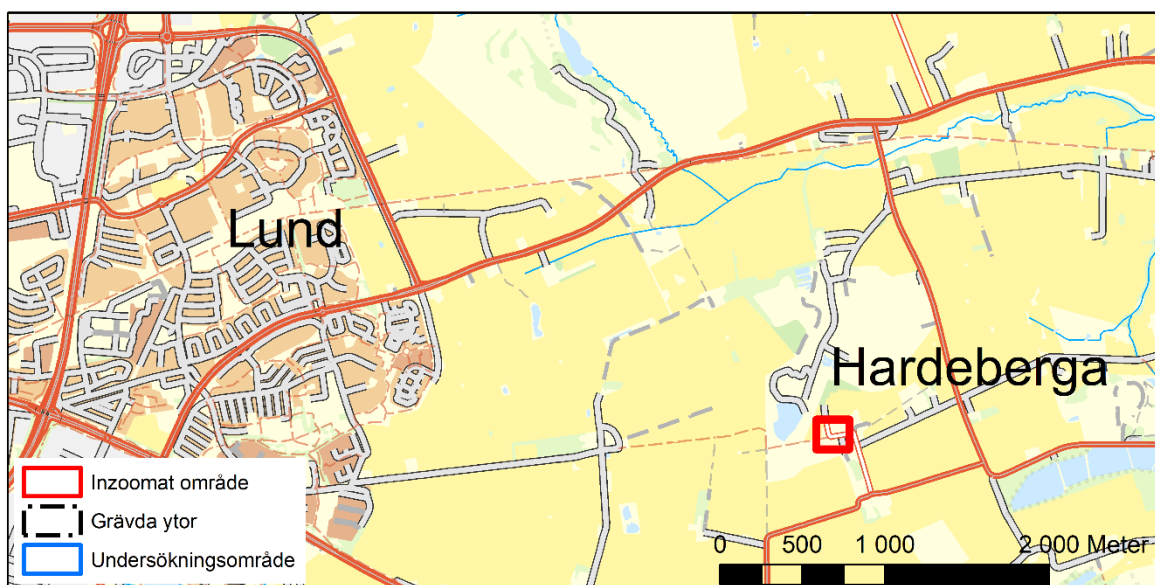 Lund
Hardeberga
Inzoomat område
Grävda ytor
Undersökningsområde
0 500 1 000 2 000 Meter